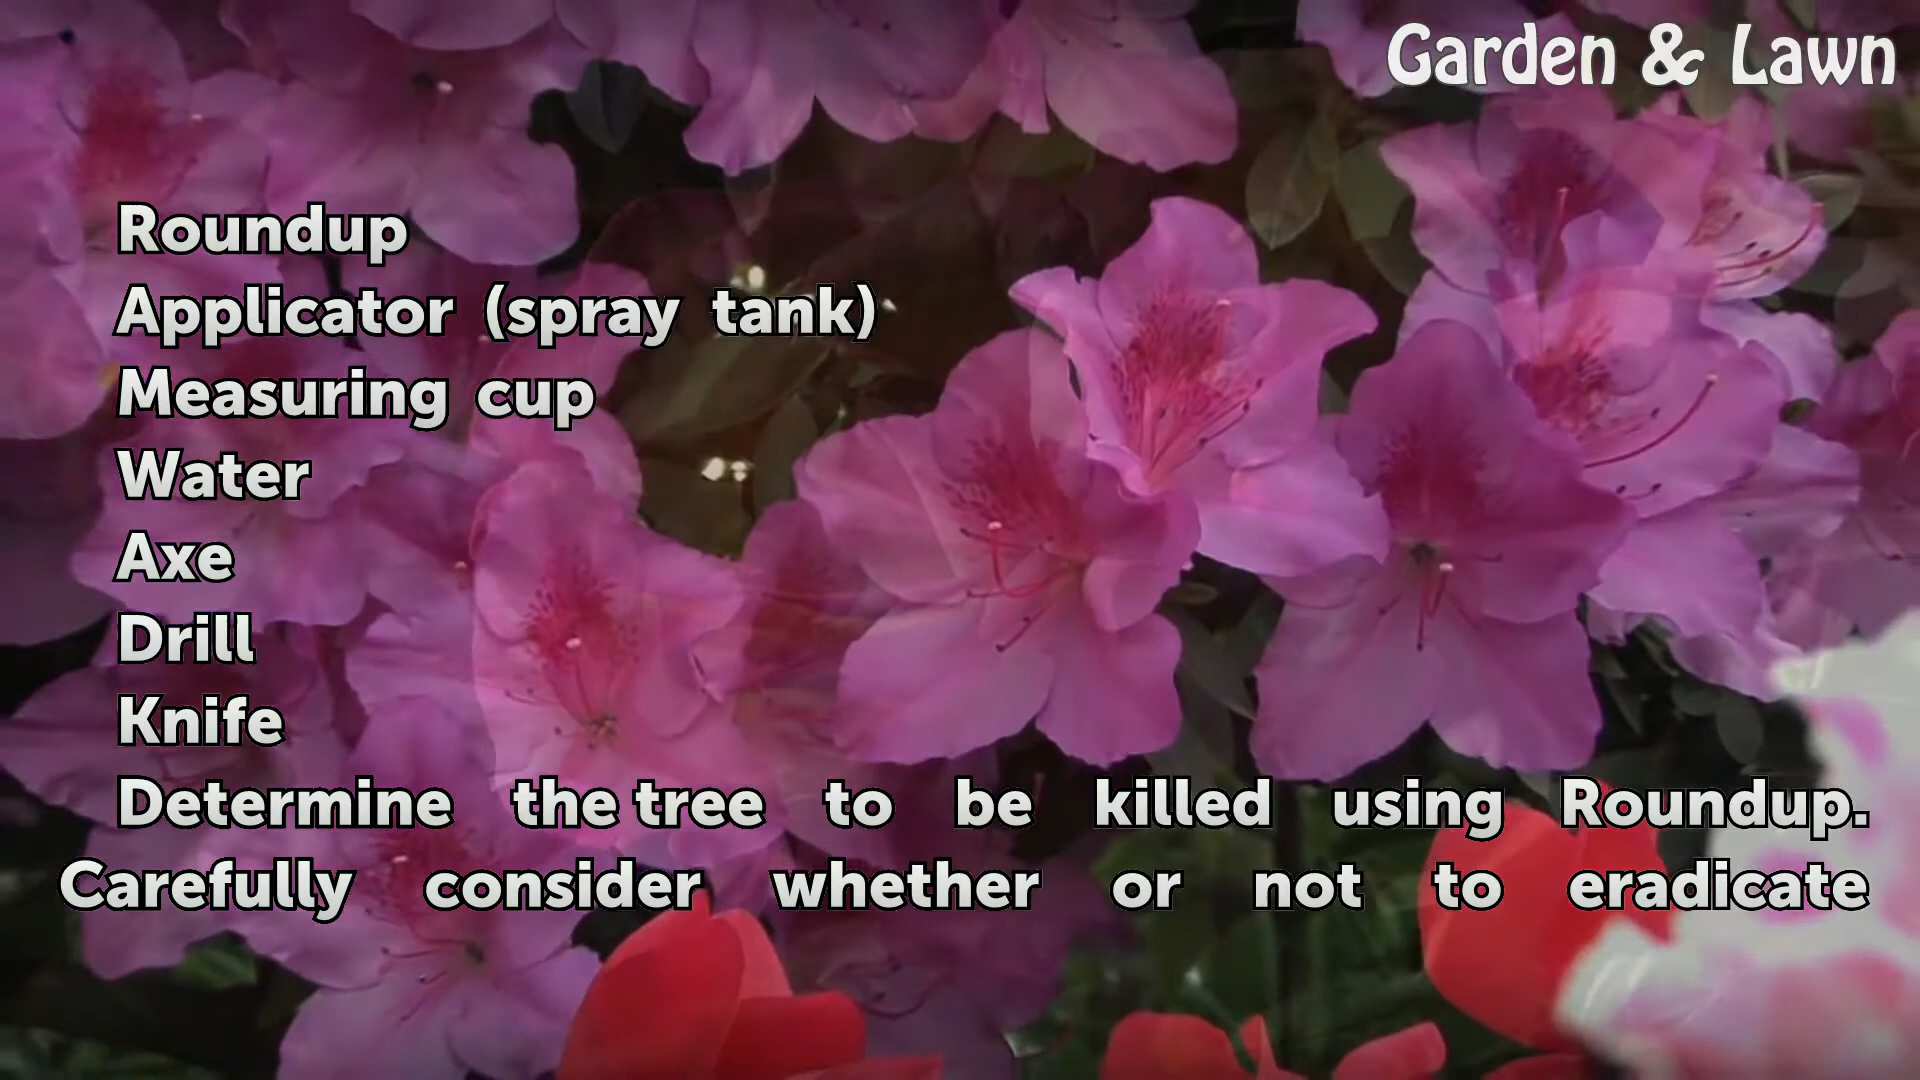 Garden & Lawn
Roundup
Applicator (spray tank)
Measuring cup
Water
Axe
Drill
Knife
Determine the tree to be killed using Roundup.
Carefully consider whether or not to eradicate